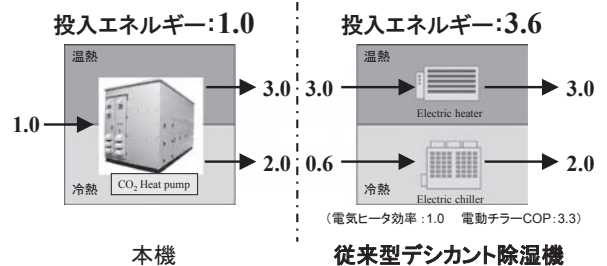 投入エネルギー：1.0
温熱
3.0
1.0
CO₂ Heat pump
2.0
冷熱
本機
投入エネルギー：3.6
温熱
3.0
Electric heater
3.0
0.6
2.0
冷熱
Electric chiller
（電気ヒータ効率：1.0　電動チラーCOP：3.3）
従来型デシカント除湿機